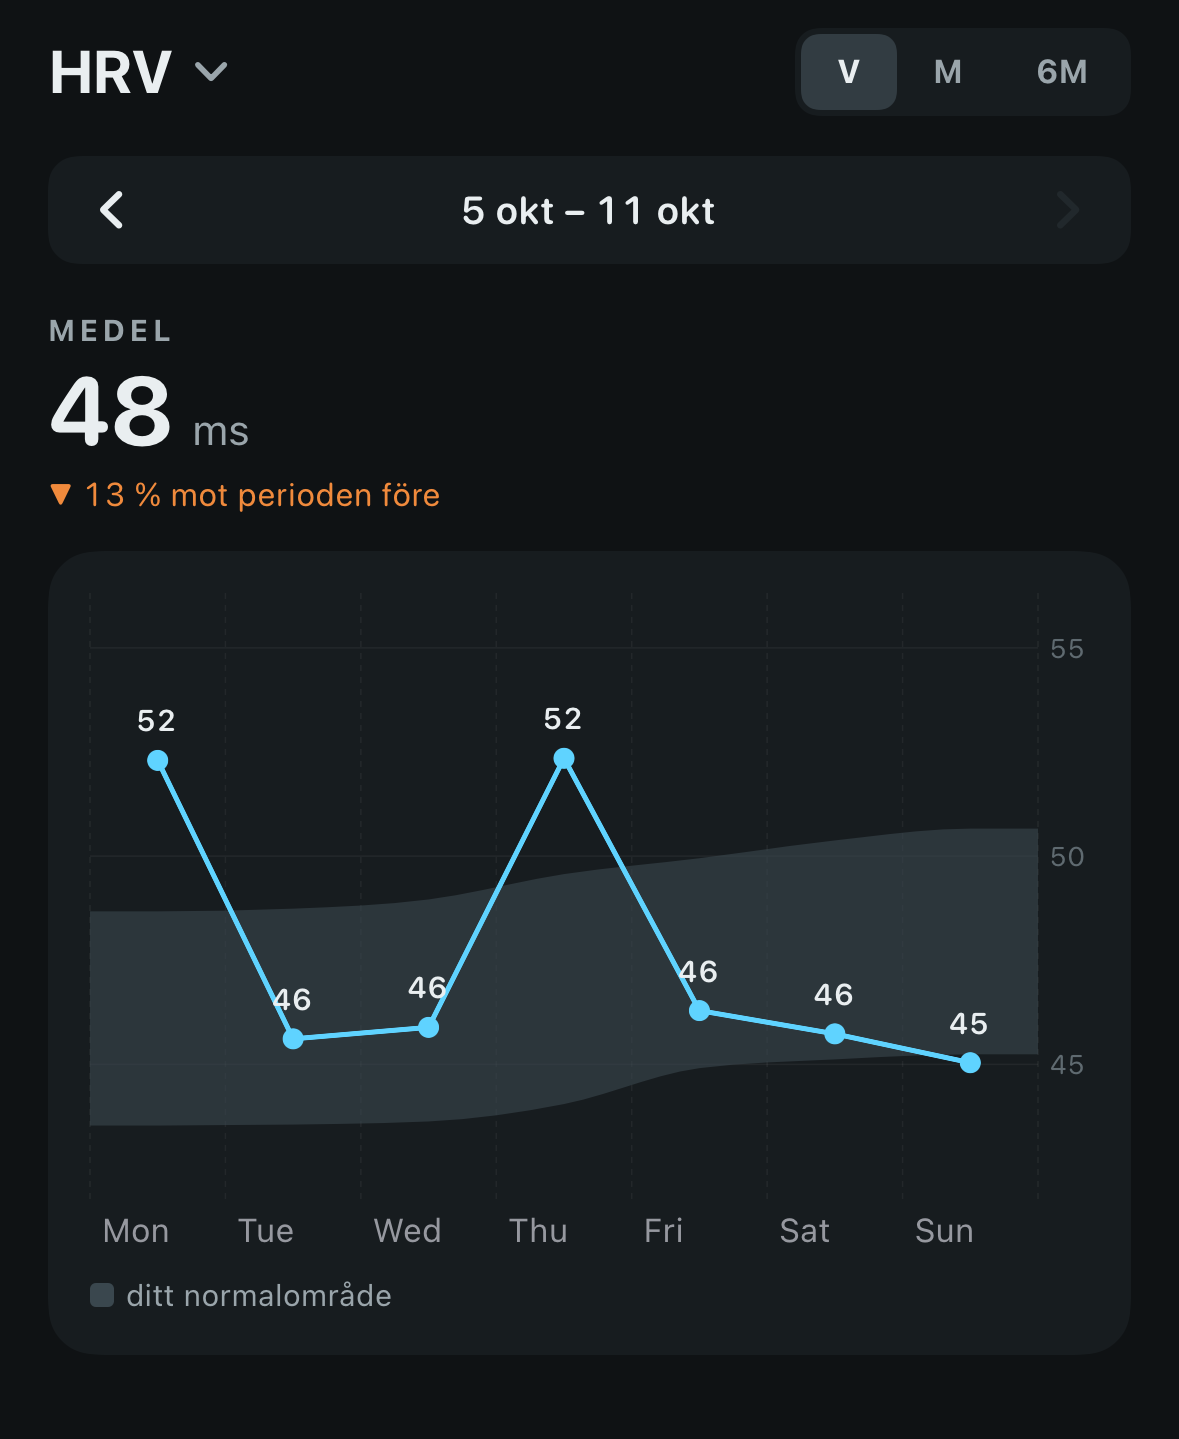 HRV
V M 6M
5 okt – 11 okt
MEDEL
48 ms
▼ 13 % mot perioden före
55
52 52
50
46 46 46 46 45
45
Mon Tue Wed Thu Fri Sat Sun
ditt normalområde